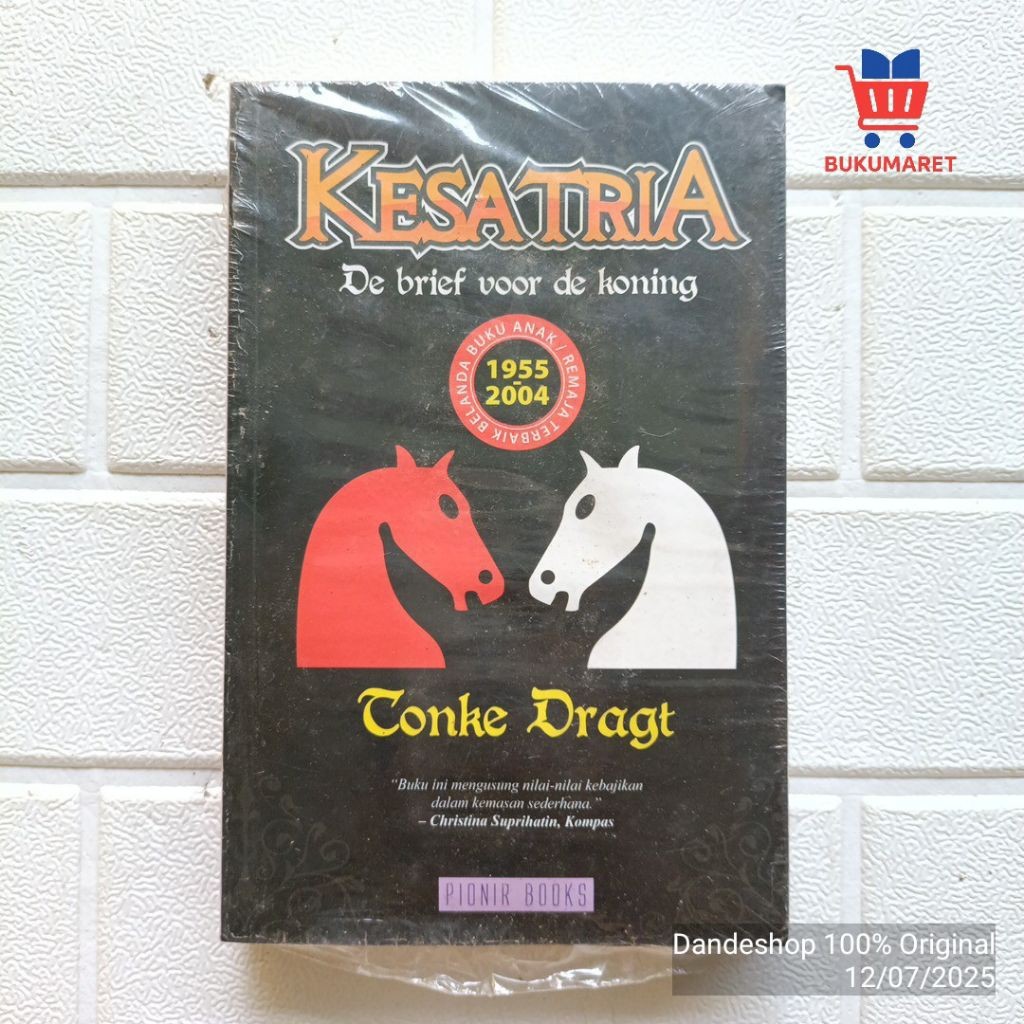 BUKUMARET
KESATRIA
De brief voor de koning
BELANDA BUKU ANAK / REMAJA TERBAIK
1955
-
2004
Tonke Dragt
"Buku ini mengusung nilai-nilai kebajikan
dalam kemasan sederhana."
– Christina Suprihatin, Kompas
PIONIR BOOKS
Dandeshop 100% Original
12/07/2025